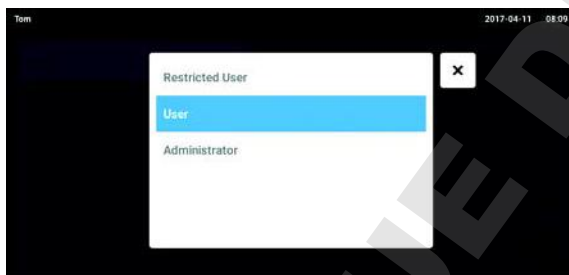 Tom 2017-04-11 08:09
Restricted User
User
Administrator